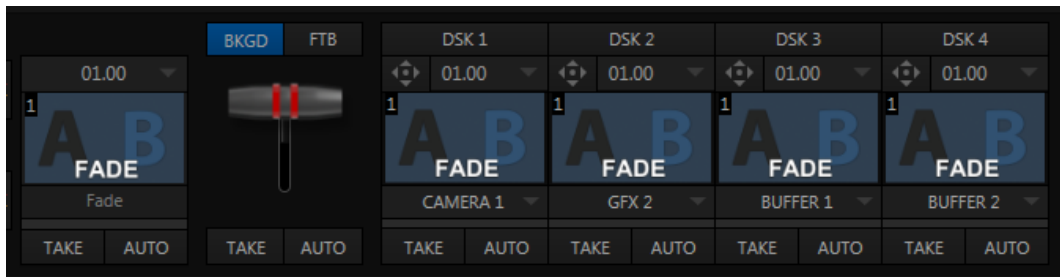 BKGD FTB DSK 1 DSK 2 DSK 3 DSK 4
01.00 01.00 01.00 01.00 01.00
1 A B FADE 1 A B FADE 1 A B FADE 1 A B FADE 1 A B FADE
Fade CAMERA 1 GFX 2 BUFFER 1 BUFFER 2
TAKE AUTO TAKE AUTO TAKE AUTO TAKE AUTO TAKE AUTO TAKE AUTO